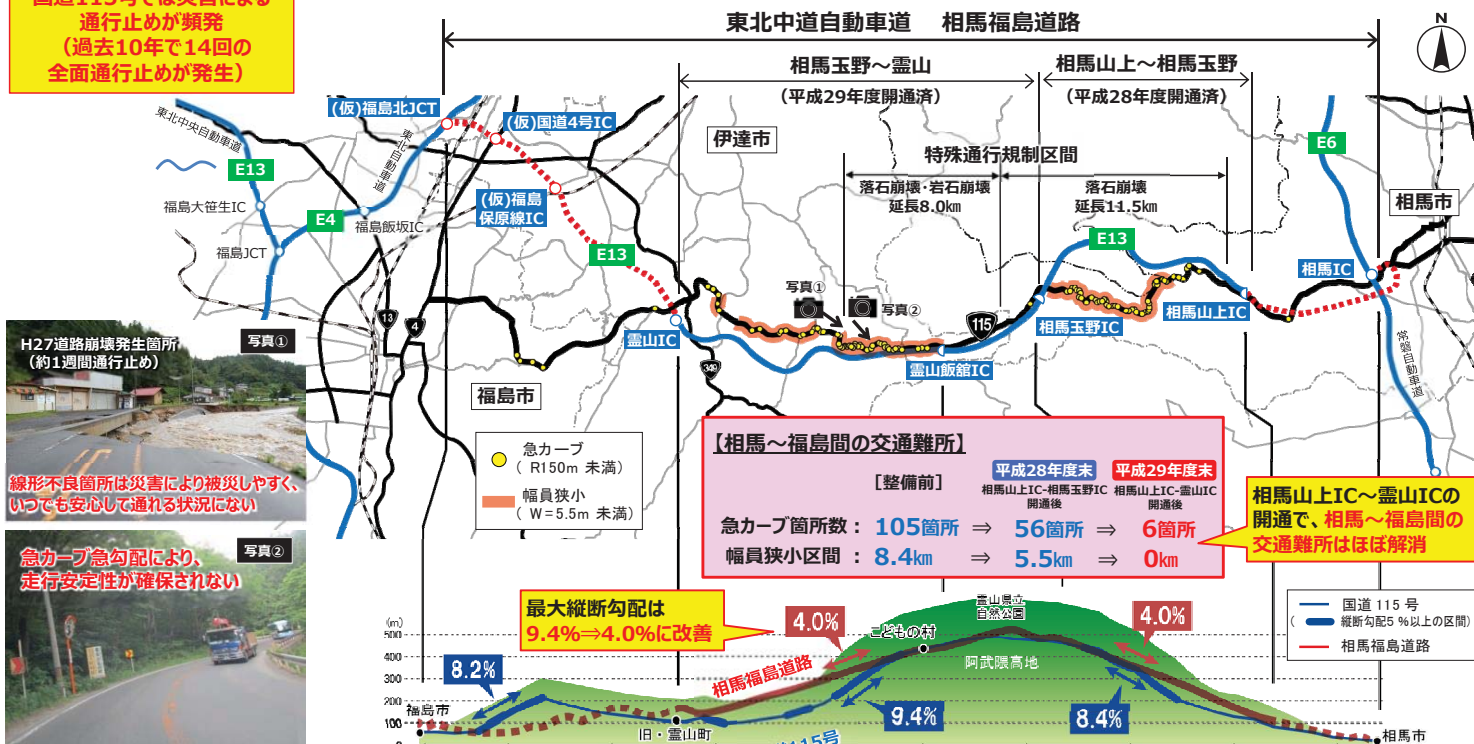 国道115号では災害による
通行止めが頻発
(過去10年で14回の
全面通行止めが発生)
東北中道自動車道 相馬福島道路
相馬玉野～霊山
(平成29年度開通済)
相馬山上～相馬玉野
(平成28年度開通済)
N
(仮)福島北JCT
(仮)国道4号IC
伊達市
特殊通行規制区間
落石崩壊・岩石崩壊
延長8.0km
落石崩壊
延長11.5km
E6
相馬市
東北中央自動車道
東北自動車道
E13
福島大笹生IC
E4
福島飯坂IC
福島JCT
(仮)福島
保原線IC
E13
E13
相馬IC
写真①
写真②
13
4
霊山IC
349
115
霊山飯舘IC
相馬玉野IC
相馬山上IC
常磐自動車道
福島市
H27道路崩壊発生箇所
(約1週間通行止め)
写真①
線形不良箇所は災害により被災しやすく、
いつでも安心して通れる状況にない
急カーブ
( R150m 未満)
幅員狭小
( W=5.5m 未満)
【相馬～福島間の交通難所】
[整備前]
平成28年度末
相馬山上IC-相馬玉野IC
開通後
平成29年度末
相馬山上IC-霊山IC
開通後
急カーブ箇所数： 105箇所 ⇒ 56箇所 ⇒ 6箇所
幅員狭小区間： 8.4km ⇒ 5.5km ⇒ 0km
相馬山上IC～霊山ICの
開通で、相馬～福島間の
交通難所はほぼ解消
急カーブ急勾配により、
走行安定性が確保されない
写真②
最大縦断勾配は
9.4%⇒4.0%に改善
(m)
500
400
300
200
100
0
8.2%
4.0%
霊山県立
自然公園
こどもの村
4.0%
阿武隈高地
相馬福島道路
9.4%
8.4%
福島市
旧・霊山町
115号
相馬市
国道115号
( 縦断勾配5%以上の区間)
相馬福島道路